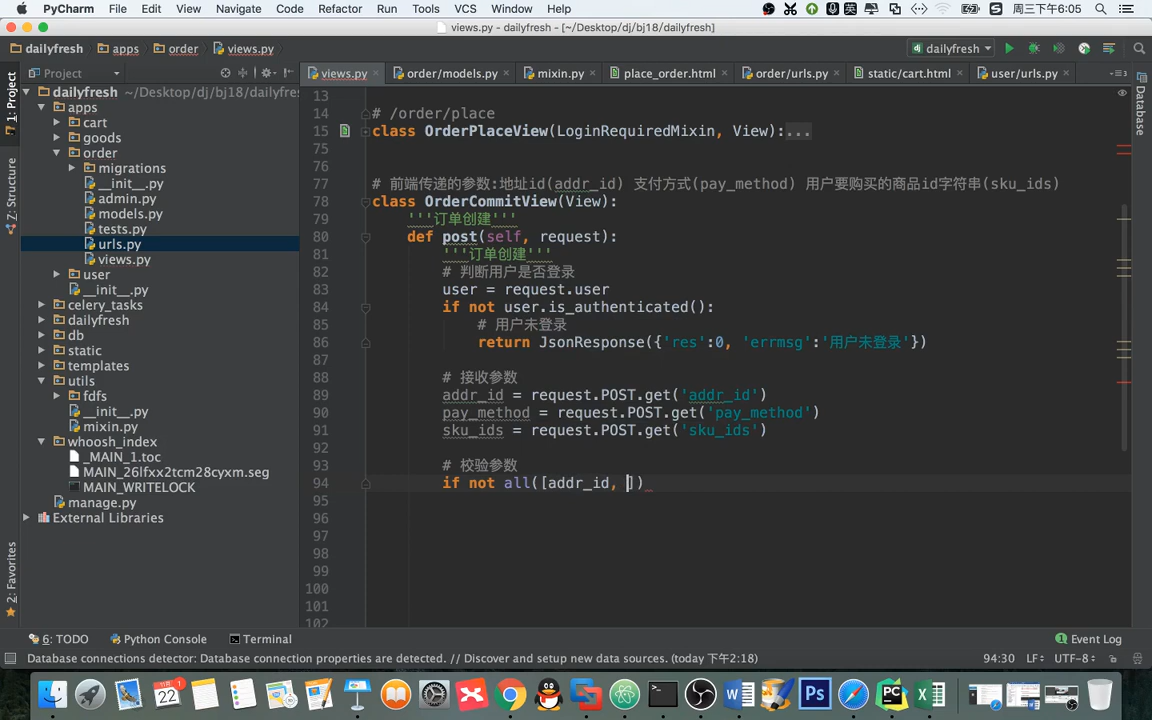 PyCharm File Edit View Navigate Code Refactor Run Tools VCS Window Help 周三下午6:05
views.py - dailyfresh - [~/Desktop/dj/bj18/dailyfresh]
dailyfresh apps order views.py dailyfresh
Project views.py order/models.py mixin.py place_order.html order/urls.py static/cart.html user/urls.py
1: Project
Z: Structure
2: Favorites
Database
dailyfresh ~/Desktop/dj/bj18/dailyfres
apps
cart
goods
order
migrations
__init__.py
admin.py
models.py
tests.py
urls.py
views.py
user
__init__.py
celery_tasks
dailyfresh
db
static
templates
utils
fdfs
__init__.py
mixin.py
whoosh_index
_MAIN_1.toc
MAIN_26lfxx2tcm28cyxm.seg
MAIN_WRITELOCK
manage.py
External Libraries
13
14 # /order/place
15 class OrderPlaceView(LoginRequiredMixin, View):...
75
76
77 # 前端传递的参数:地址id(addr_id) 支付方式(pay_method) 用户要购买的商品id字符串(sku_ids)
78 class OrderCommitView(View):
79 '''订单创建'''
80 def post(self, request):
81 '''订单创建'''
82 # 判断用户是否登录
83 user = request.user
84 if not user.is_authenticated():
85 # 用户未登录
86 return JsonResponse({'res':0, 'errmsg':'用户未登录'})
87
88 # 接收参数
89 addr_id = request.POST.get('addr_id')
90 pay_method = request.POST.get('pay_method')
91 sku_ids = request.POST.get('sku_ids')
92
93 # 校验参数
94 if not all([addr_id, ])
95
96
97
98
99
100
101
102
6: TODO Python Console Terminal 1 Event Log
Database connections detector: Database connection properties are detected. // Discover and setup new data sources. (today 下午2:18) 94:30 LF UTF-8